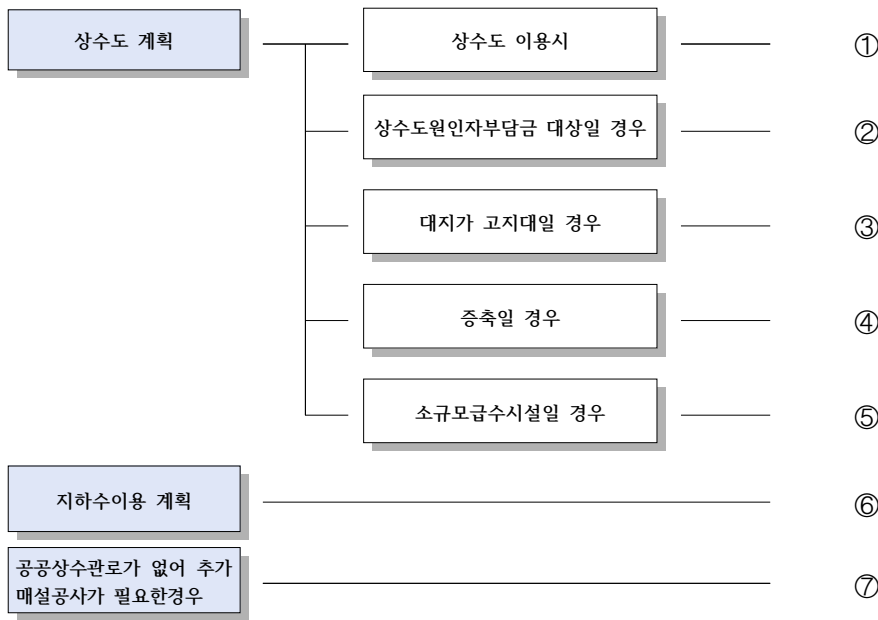 상수도 계획
상수도 이용시
①
상수도원인자부담금 대상일 경우
②
대지가 고지대일 경우
③
증축일 경우
④
소규모급수시설일 경우
⑤
지하수이용 계획
⑥
공공상수관로가 없어 추가
매설공사가 필요한경우
⑦